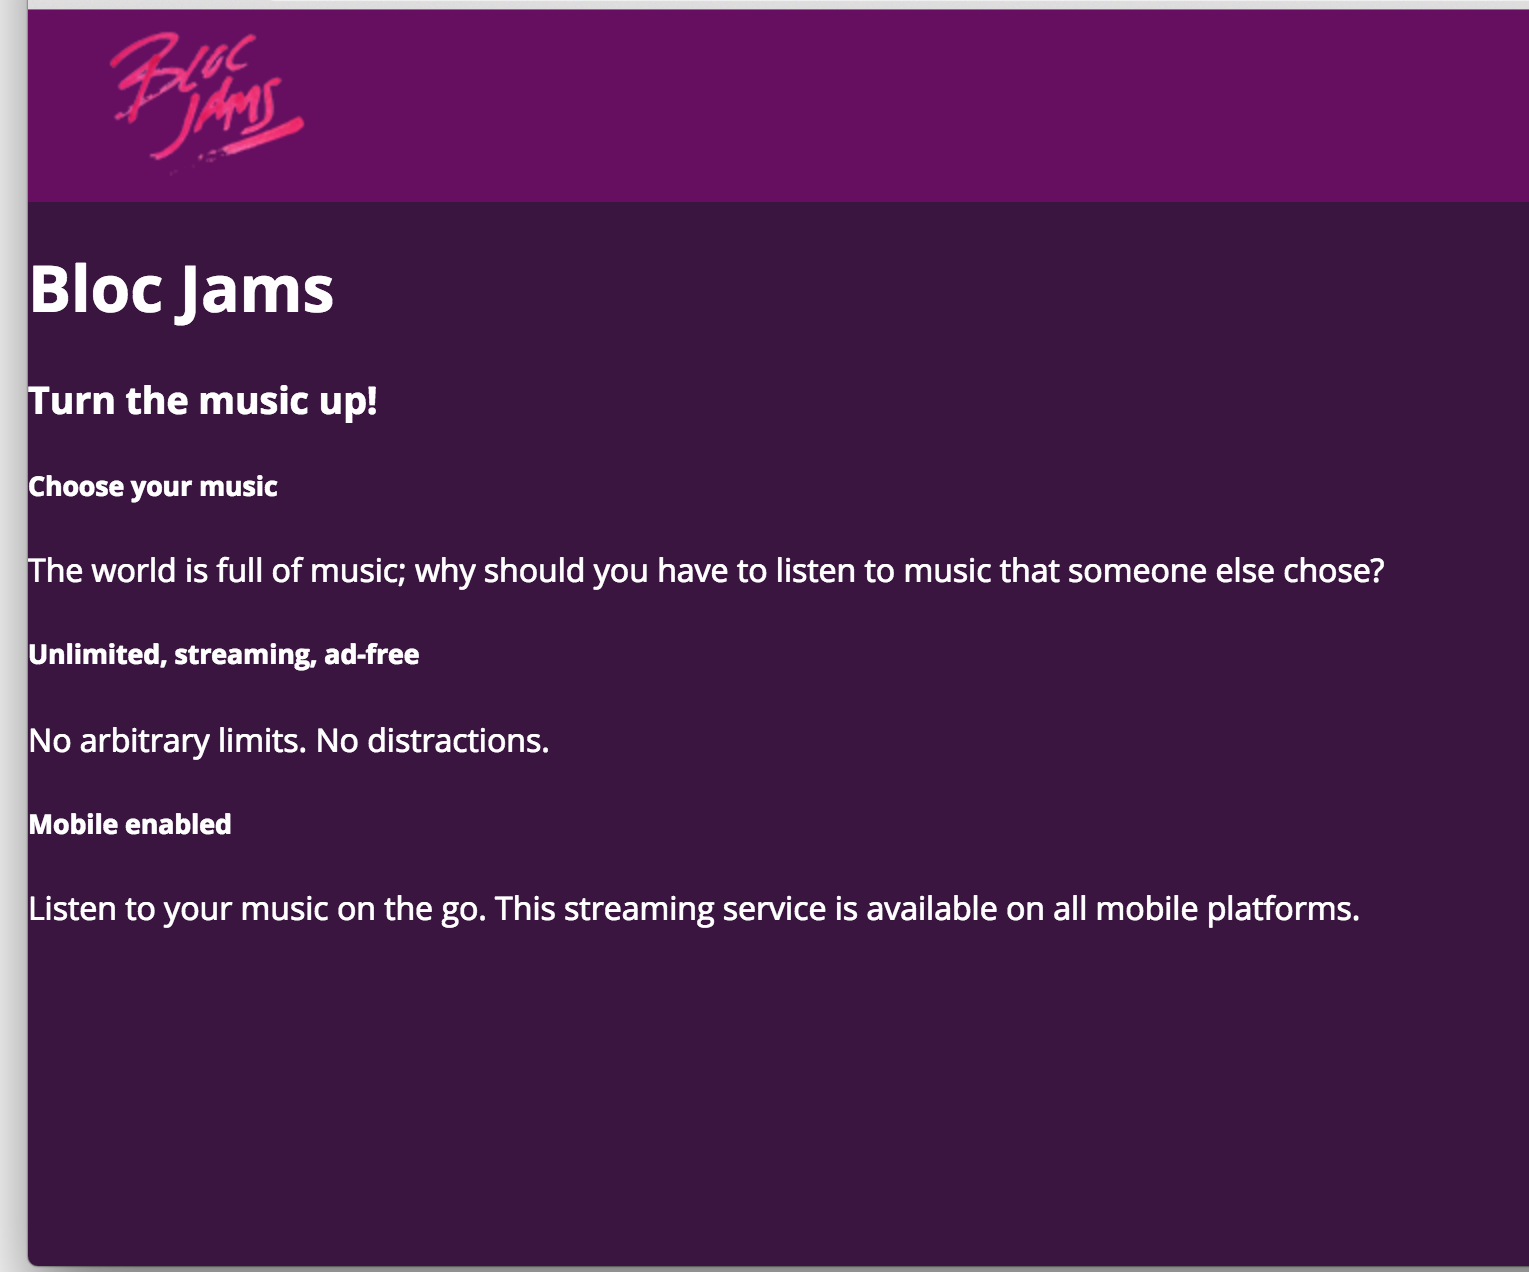 Bloc
Jams
Bloc Jams
Turn the music up!
Choose your music
The world is full of music; why should you have to listen to music that someone else chose?
Unlimited, streaming, ad-free
No arbitrary limits. No distractions.
Mobile enabled
Listen to your music on the go. This streaming service is available on all mobile platforms.